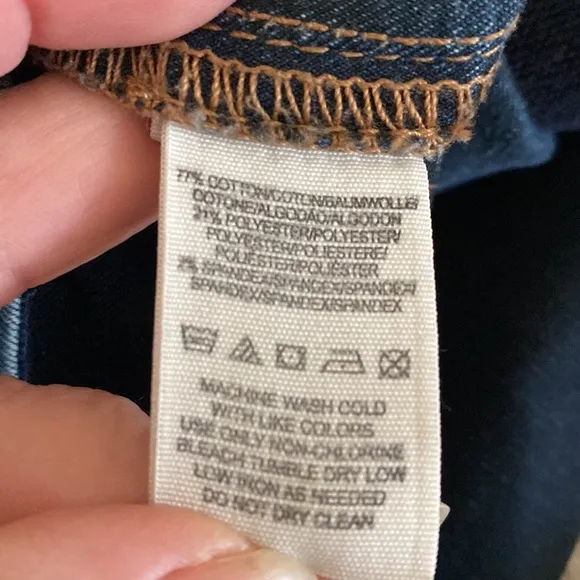 77% COTTON/COTON/BAUMWOLLE/
COTONE/ALGODÃO/ALGODON
21% POLYESTER/POLYESTER/
POLYESTER/POLIESTERE/
POLIÉSTER/POLIESTER
2% SPANDEX/SPANDEX/SPANDEX/
SPANDEX/SPANDEX/SPANDEX
MACHINE WASH COLD
WITH LIKE COLORS
USE ONLY NON-CHLORINE
BLEACH TUMBLE DRY LOW
LOW IRON AS NEEDED
DO NOT DRY CLEAN